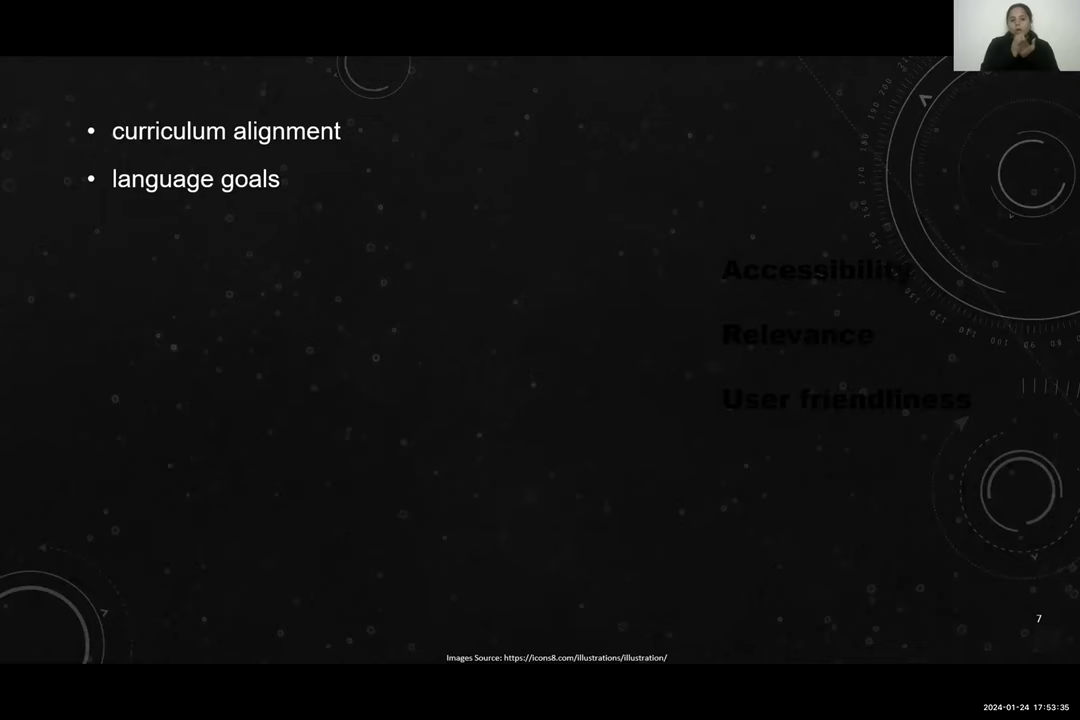 • curriculum alignment
• language goals
Accessibility
Relevance
User friendliness
7
Images Source: https://icons8.com/illustrations/illustration/
2024-01-24 17:53:35